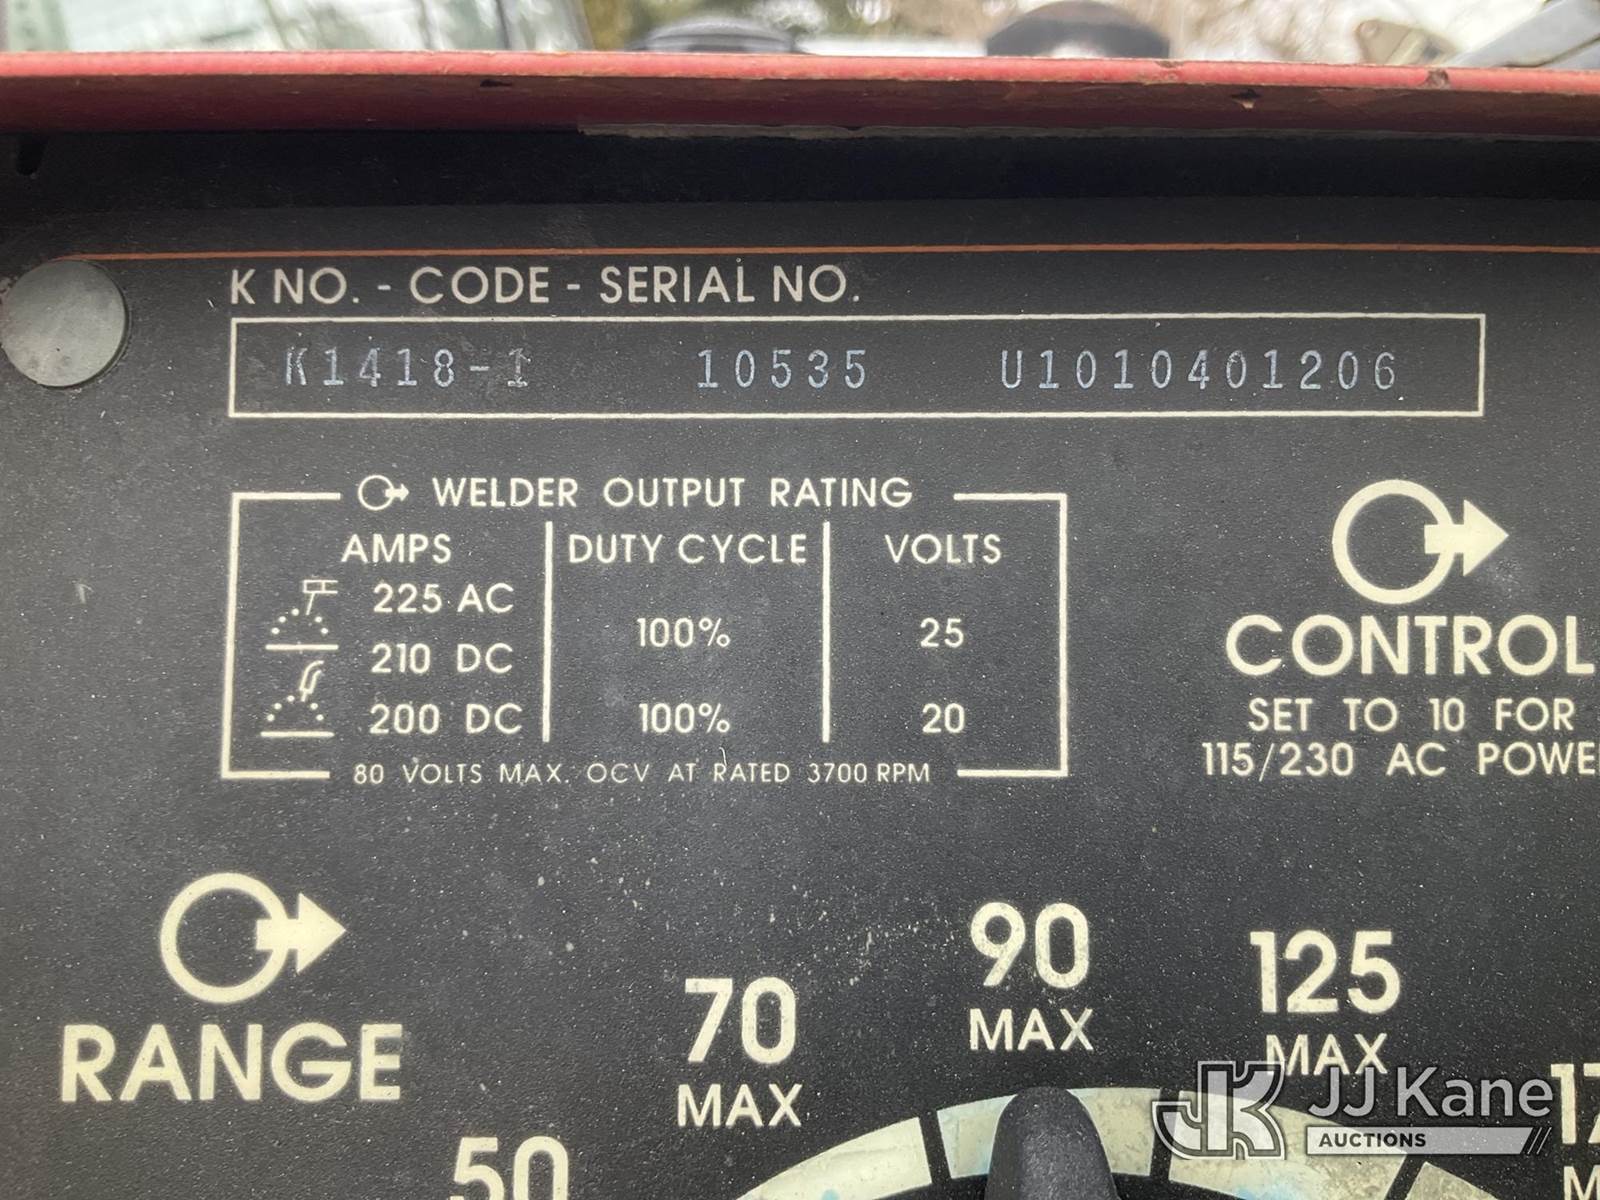 K NO. - CODE - SERIAL NO.
K1418-1 10535 U1010401206
WELDER OUTPUT RATING
AMPS DUTY CYCLE VOLTS
225 AC
100% 25
210 DC
200 DC 100% 20
80 VOLTS MAX. OCV AT RATED 3700 RPM
CONTROL
SET TO 10 FOR
115/230 AC POWE
RANGE
50
70
MAX
90
MAX
125
MAX
JK JJ Kane
AUCTIONS